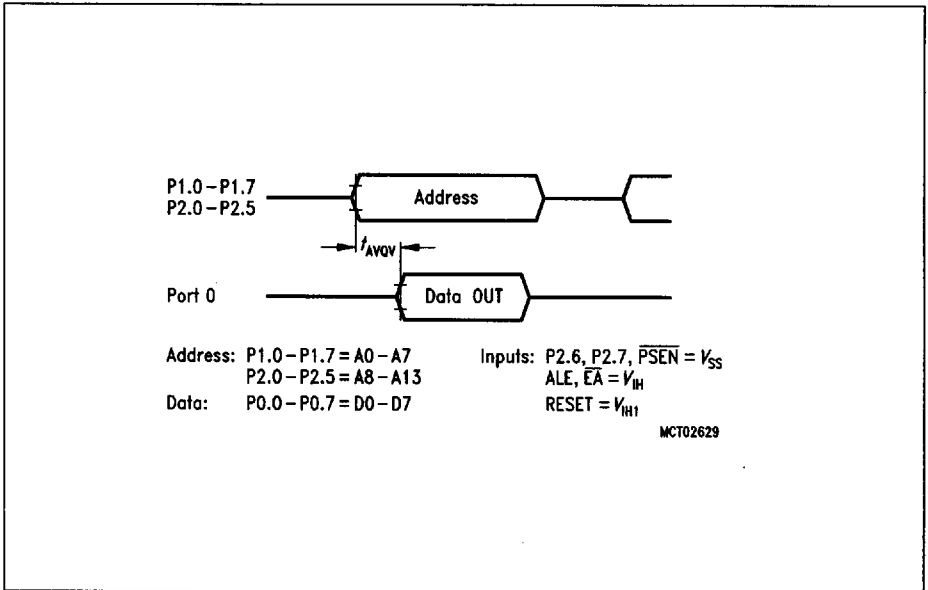 P1.0 – P1.7
P2.0 – P2.5
Address
tAVQV
Port 0
Data OUT
Address: P1.0 – P1.7 = A0 – A7
P2.0 – P2.5 = A8 – A13
Data: P0.0 – P0.7 = D0 – D7
Inputs: P2.6, P2.7, P̅S̅E̅N̅ = VSS
ALE, E̅A̅ = VIH
RESET = VIH1
MCT02629